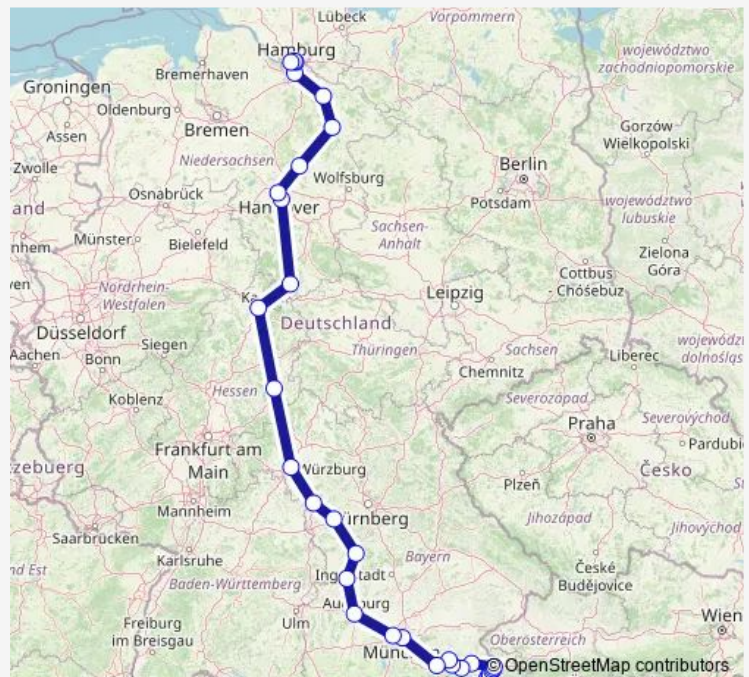 Lübeck
Vorpommern
Hamburg
Bremerhaven
województwo
zachodniopomorskie
Groningen
Oldenburg
Assen
Bremen
Gorzów
Wielkopolski
Zwolle
Niedersachsen
Wolfsburg
Berlin
Osnabrück
Potsdam
województwo
lubuskie
Münster
Bielefeld
Sachsen-
Anhalt
Zielona
Góra
Nordrhein-
Westfalen
Cottbus
- Chóśebuz
Leipzig
Düsseldorf
Deutschland
Siegen
Thüringen
Sachsen
Liberec
Aachen
Bonn
Chemnitz
Koblenz
Hessen
Severozápad
Praha
Severovýchod
Frankfurt am
Main
Würzburg
Plzeň
Česko
Mannheim
Jihozápad
Saarbrücken
Karlsruhe
Bayern
České
Budějovice
Baden-Württemberg
Ulm
Freiburg
im Breisgau
Wien
Oberösterreich
© OpenStreetMap contributors